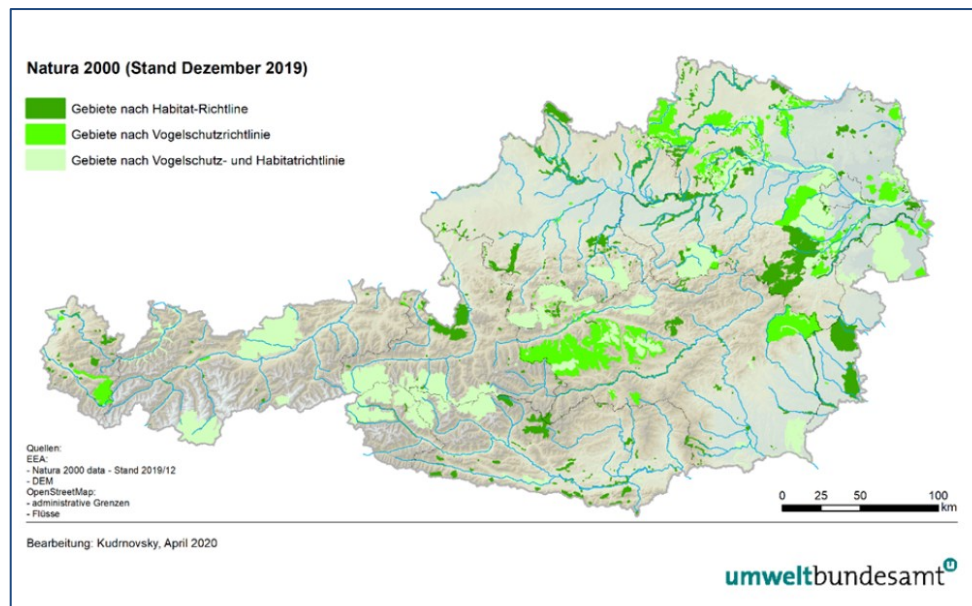 Natura 2000 (Stand Dezember 2019)
Gebiete nach Habitat-Richtline
Gebiete nach Vogelschutzrichtlinie
Gebiete nach Vogelschutz- und Habitatrichtlinie
Quellen:
EEA:
- Natura 2000 data - Stand 2019/12
- DEM
OpenStreetMap:
- administrative Grenzen
- Flüsse
0 25 50 100
km
Bearbeitung: Kudrnovsky, April 2020
umweltbundesamt u